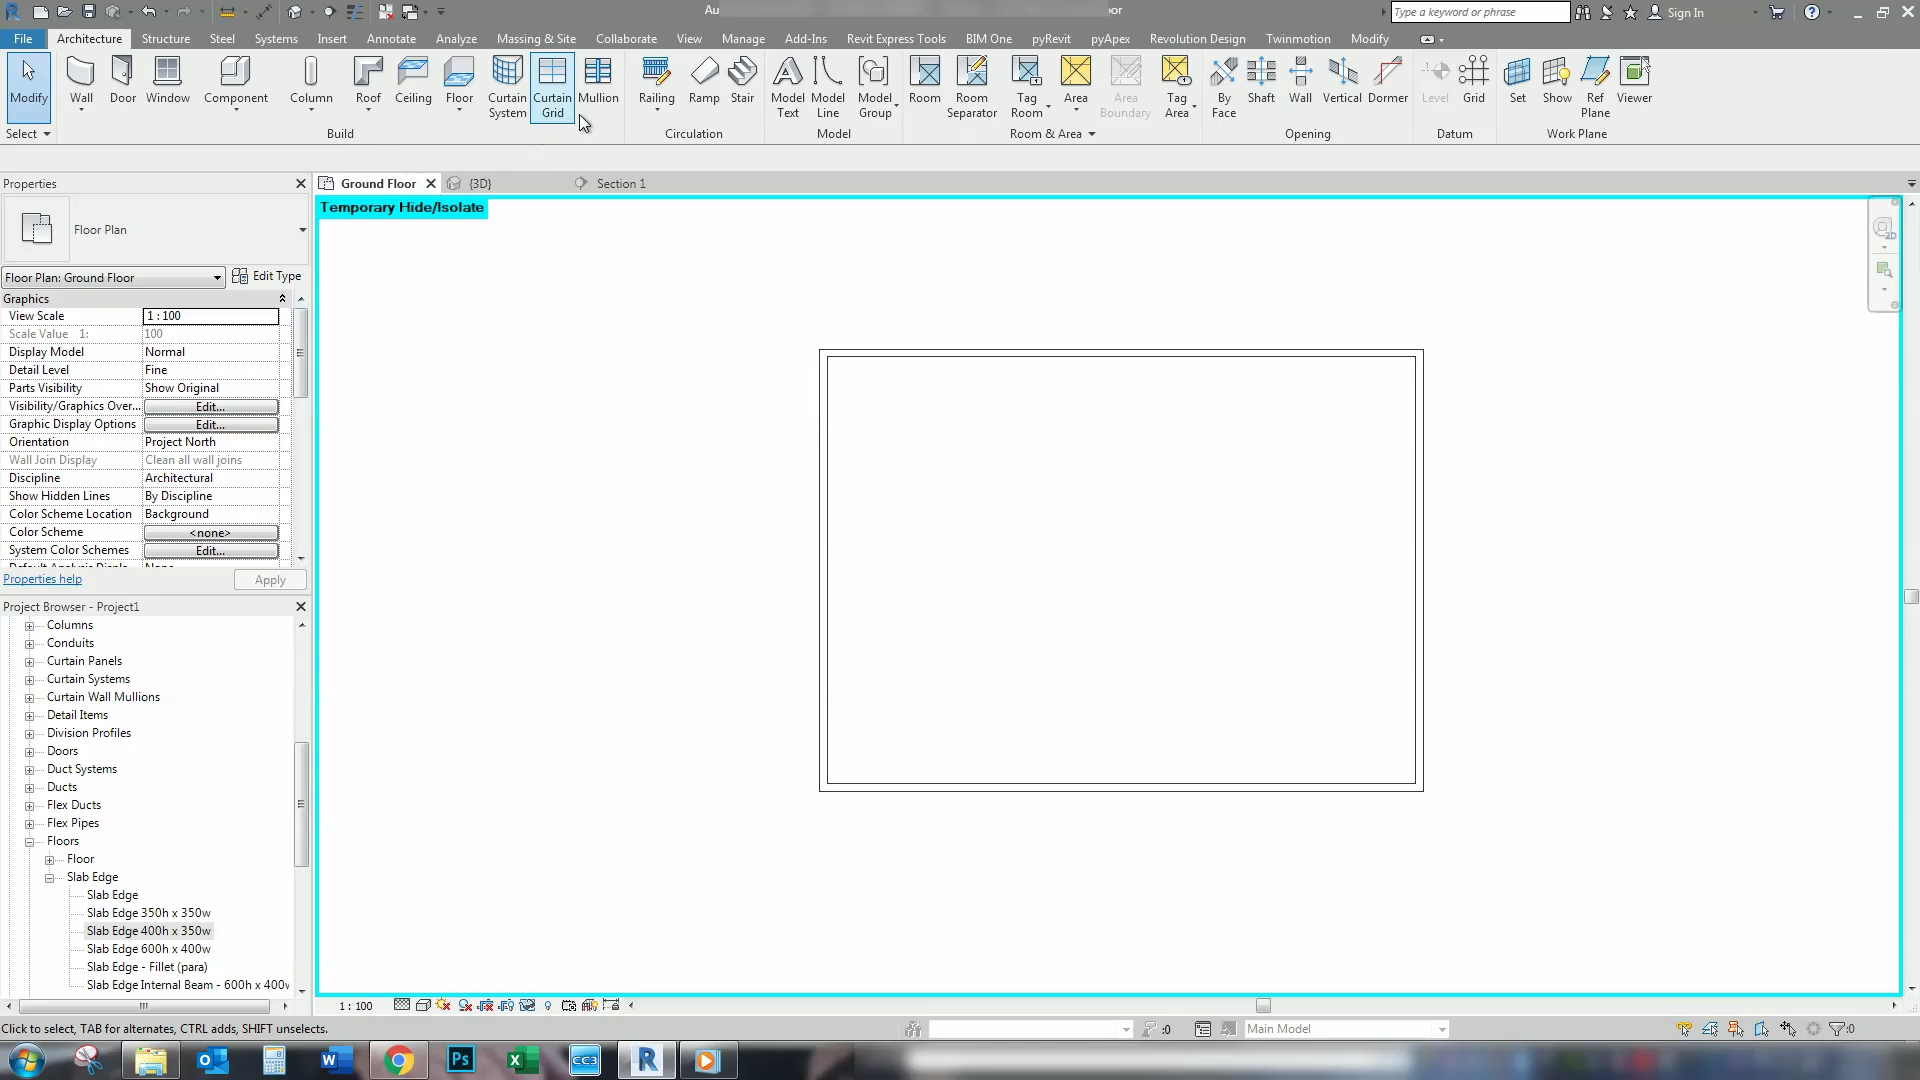 Au
or
Type a keyword or phrase
Sign In
File
Architecture
Structure
Steel
Systems
Insert
Annotate
Analyze
Massing & Site
Collaborate
View
Manage
Add-Ins
Revit Express Tools
BIM One
pyRevit
pyApex
Revolution Design
Twinmotion
Modify
Modify
Wall
Door
Window
Component
Column
Roof
Ceiling
Floor
Curtain
System
Curtain
Grid
Mullion
Railing
Ramp
Stair
Model
Text
Model
Line
Model
Group
Room
Room
Separator
Tag
Room
Area
Area
Boundary
Tag
Area
By
Face
Shaft
Wall
Vertical
Dormer
Level
Grid
Set
Show
Ref
Plane
Viewer
Select
Build
Circulation
Model
Room & Area
Opening
Datum
Work Plane
Properties
Ground Floor
{3D}
Section 1
Temporary Hide/Isolate
2D
Floor Plan
Floor Plan: Ground Floor
Edit Type
Graphics
View Scale 1 : 100
Scale Value 1: 100
Display Model Normal
Detail Level Fine
Parts Visibility Show Original
Visibility/Graphics Over... Edit...
Graphic Display Options Edit...
Orientation Project North
Wall Join Display Clean all wall joins
Discipline Architectural
Show Hidden Lines By Discipline
Color Scheme Location Background
Color Scheme <none>
System Color Schemes Edit...
Properties help
Apply
Project Browser - Project1
Columns
Conduits
Curtain Panels
Curtain Systems
Curtain Wall Mullions
Detail Items
Division Profiles
Doors
Duct Systems
Ducts
Flex Ducts
Flex Pipes
Floors
Floor
Slab Edge
Slab Edge
Slab Edge 350h x 350w
Slab Edge 400h x 350w
Slab Edge 600h x 400w
Slab Edge - Fillet (para)
Slab Edge Internal Beam - 600h x 400w
1 : 100
Click to select, TAB for alternates, CTRL adds, SHIFT unselects.
:0
Main Model
:0
W
Ps
X
CC3
R